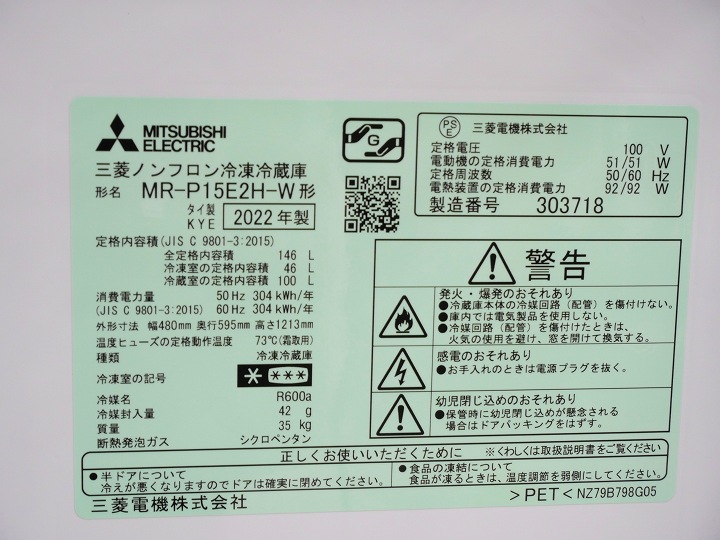 MITSUBISHI
ELECTRIC
三菱ノンフロン冷凍冷蔵庫
形名 MR-P15E2H-W形
タイ製
KYE
2022年製
定格内容積(JIS C 9801-3:2015)
全定格内容積 146 L
冷凍室の定格内容積 46 L
冷蔵室の定格内容積 100 L
消費電力量 50 Hz 304 kWh/年
(JIS C 9801-3:2015) 60 Hz 304 kWh/年
外形寸法 幅480mm 奥行595mm 高さ1213mm
温度ヒューズの定格動作温度 73℃(霜取用)
種類 冷凍冷蔵庫
冷凍室の記号
冷媒名 R600a
冷媒封入量 42 g
質量 35 kg
断熱発泡ガス シクロペンタン
G
PS
E
三菱電機株式会社
定格電圧 100 V
電動機の定格消費電力 51/51 W
定格周波数 50/60 Hz
電熱装置の定格消費電力 92/92 W
製造番号 303718
警告
発火・爆発のおそれあり
●冷蔵庫本体の冷媒回路(配管)を傷付けない。
●庫内では電気製品を使用しない。
●冷媒回路(配管)を傷付けたときは、
火気の使用を避け、窓を開けて換気する。
感電のおそれあり
●お手入れのときは電源プラグを抜く。
幼児閉じ込めのおそれあり
●保管時に幼児閉じ込めが懸念される
場合はドアパッキングをはずす。
正しくお使いいただくために
*くわしくは取扱説明書をご覧ください
●半ドアについて
冷えが悪くなりますのでドアは確実に閉めてください。
●食品の凍結について
食品が凍るときは、温度調節を弱側にしてください。
三菱電機株式会社
>PET< NZ79B798G05